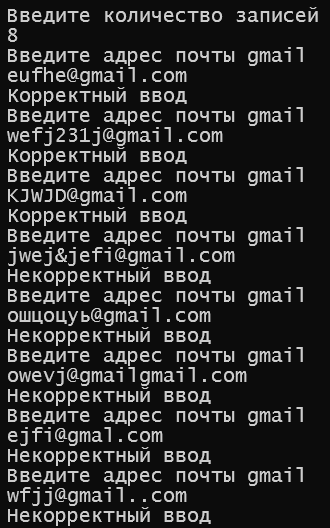 Введите количество записей
8
Введите адрес почты gmail
eufhe@gmail.com
Корректный ввод
Введите адрес почты gmail
wefj231j@gmail.com
Корректный ввод
Введите адрес почты gmail
KJWJD@gmail.com
Корректный ввод
Введите адрес почты gmail
jwej&jefi@gmail.com
Некорректный ввод
Введите адрес почты gmail
ошцоцуь@gmail.com
Некорректный ввод
Введите адрес почты gmail
owevj@gmailgmail.com
Некорректный ввод
Введите адрес почты gmail
ejfi@gmal.com
Некорректный ввод
Введите адрес почты gmail
wfjj@gmail..com
Некорректный ввод